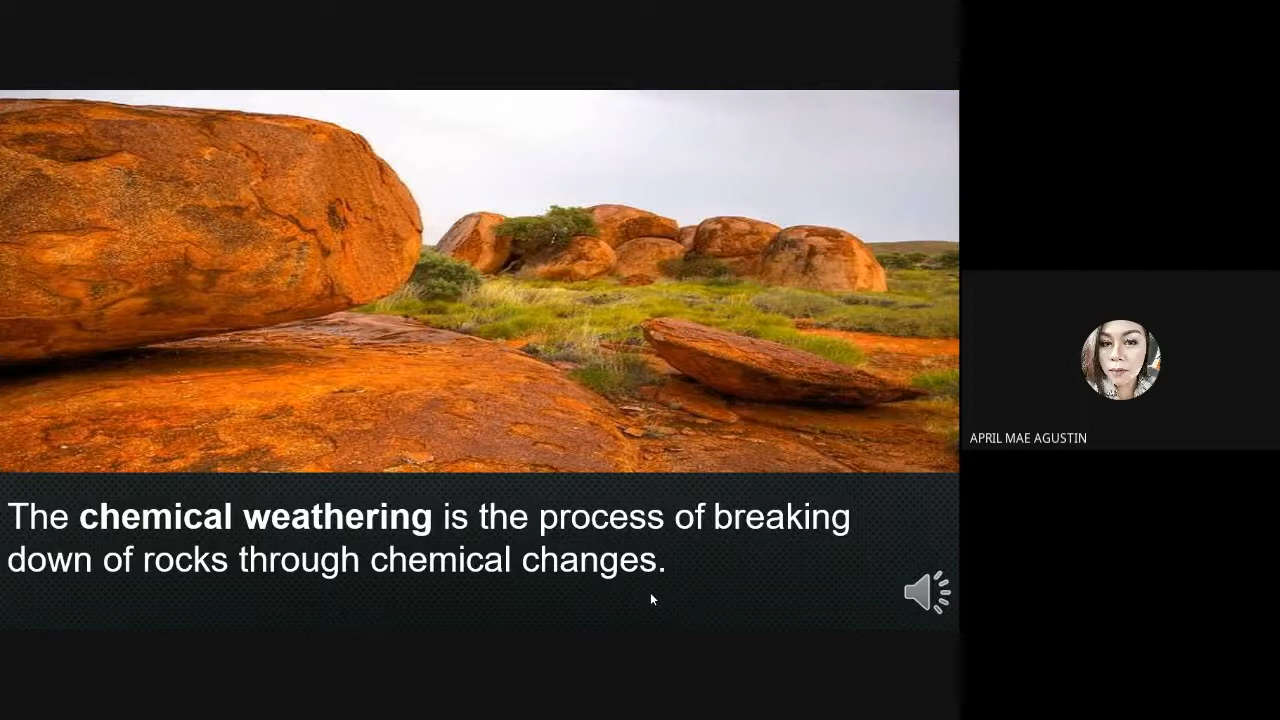 The chemical weathering is the process of breaking
down of rocks through chemical changes.
APRIL MAE AGUSTIN